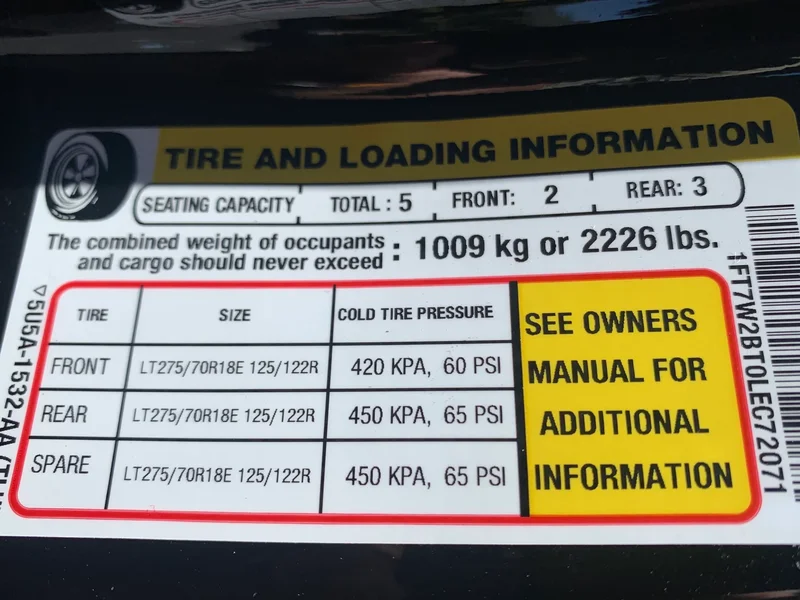 TIRE AND LOADING INFORMATION
SEATING CAPACITY TOTAL : 5 FRONT: 2 REAR: 3
The combined weight of occupants
and cargo should never exceed : 1009 kg or 2226 lbs.
TIRE SIZE COLD TIRE PRESSURE
FRONT LT275/70R18E 125/122R 420 KPA, 60 PSI
REAR LT275/70R18E 125/122R 450 KPA, 65 PSI
SPARE LT275/70R18E 125/122R 450 KPA, 65 PSI
SEE OWNERS
MANUAL FOR
ADDITIONAL
INFORMATION
5U5A-1532-AA
1FT7W2BT0LEC72071